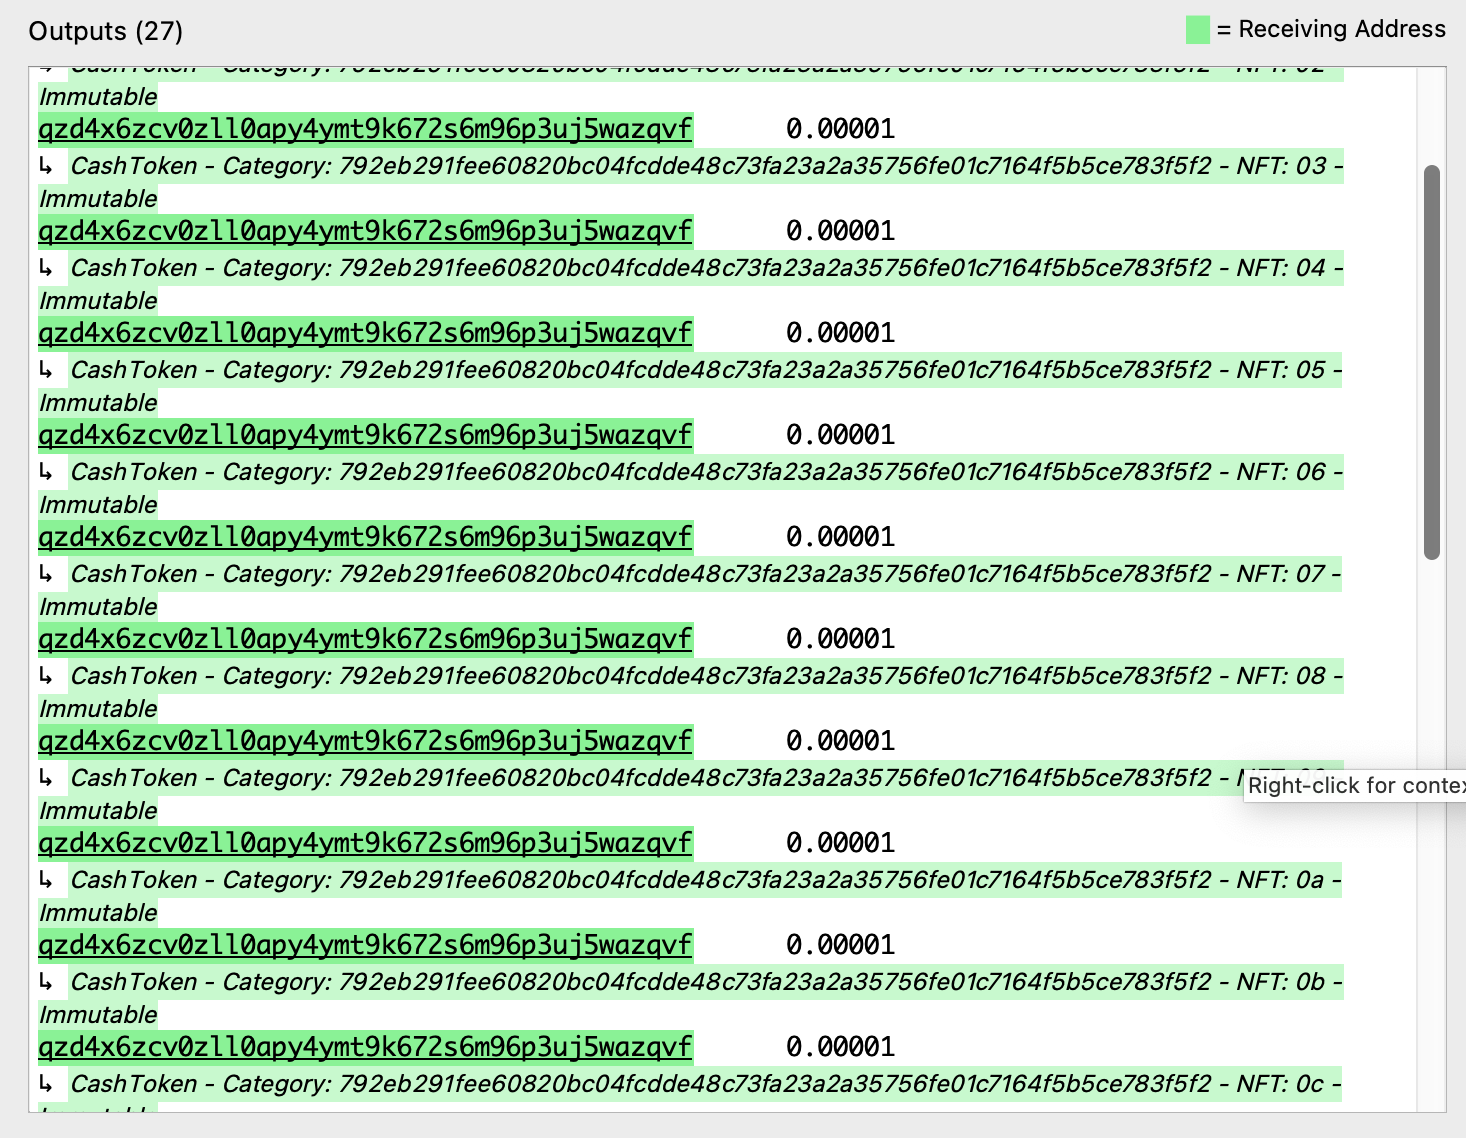 Outputs (27)
= Receiving Address
↳ CashToken - Category: 792eb291fee60820bc04fcdde48c73fa23a2a35756fe01c7164f5b5ce783f5f2 - NFT: 02 -
Immutable
qzd4x6zcv0zll0apy4ymt9k672s6m96p3uj5wazqvf 0.00001
↳ CashToken - Category: 792eb291fee60820bc04fcdde48c73fa23a2a35756fe01c7164f5b5ce783f5f2 - NFT: 03 -
Immutable
qzd4x6zcv0zll0apy4ymt9k672s6m96p3uj5wazqvf 0.00001
↳ CashToken - Category: 792eb291fee60820bc04fcdde48c73fa23a2a35756fe01c7164f5b5ce783f5f2 - NFT: 04 -
Immutable
qzd4x6zcv0zll0apy4ymt9k672s6m96p3uj5wazqvf 0.00001
↳ CashToken - Category: 792eb291fee60820bc04fcdde48c73fa23a2a35756fe01c7164f5b5ce783f5f2 - NFT: 05 -
Immutable
qzd4x6zcv0zll0apy4ymt9k672s6m96p3uj5wazqvf 0.00001
↳ CashToken - Category: 792eb291fee60820bc04fcdde48c73fa23a2a35756fe01c7164f5b5ce783f5f2 - NFT: 06 -
Immutable
qzd4x6zcv0zll0apy4ymt9k672s6m96p3uj5wazqvf 0.00001
↳ CashToken - Category: 792eb291fee60820bc04fcdde48c73fa23a2a35756fe01c7164f5b5ce783f5f2 - NFT: 07 -
Immutable
qzd4x6zcv0zll0apy4ymt9k672s6m96p3uj5wazqvf 0.00001
↳ CashToken - Category: 792eb291fee60820bc04fcdde48c73fa23a2a35756fe01c7164f5b5ce783f5f2 - NFT: 08 -
Immutable
qzd4x6zcv0zll0apy4ymt9k672s6m96p3uj5wazqvf 0.00001
↳ CashToken - Category: 792eb291fee60820bc04fcdde48c73fa23a2a35756fe01c7164f5b5ce783f5f2 -
Right-click for contex
Immutable
qzd4x6zcv0zll0apy4ymt9k672s6m96p3uj5wazqvf 0.00001
↳ CashToken - Category: 792eb291fee60820bc04fcdde48c73fa23a2a35756fe01c7164f5b5ce783f5f2 - NFT: 0a -
Immutable
qzd4x6zcv0zll0apy4ymt9k672s6m96p3uj5wazqvf 0.00001
↳ CashToken - Category: 792eb291fee60820bc04fcdde48c73fa23a2a35756fe01c7164f5b5ce783f5f2 - NFT: 0b -
Immutable
qzd4x6zcv0zll0apy4ymt9k672s6m96p3uj5wazqvf 0.00001
↳ CashToken - Category: 792eb291fee60820bc04fcdde48c73fa23a2a35756fe01c7164f5b5ce783f5f2 - NFT: 0c -